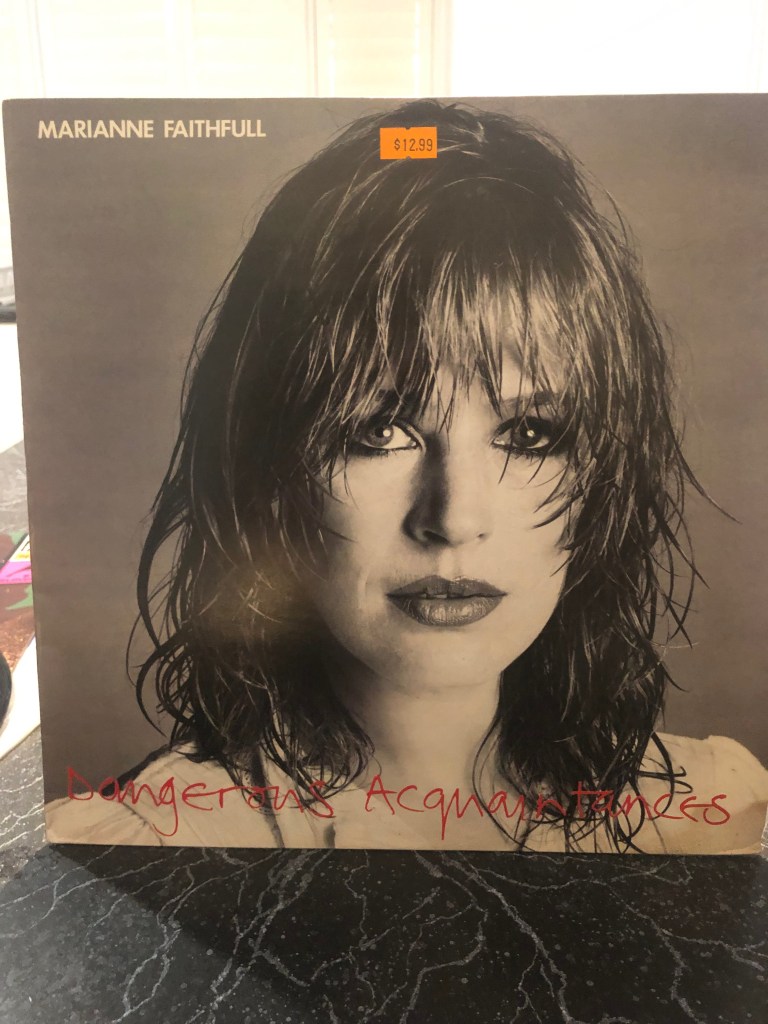 MARIANNE FAITHFULL
$12.99
Dangerous Acquaintances